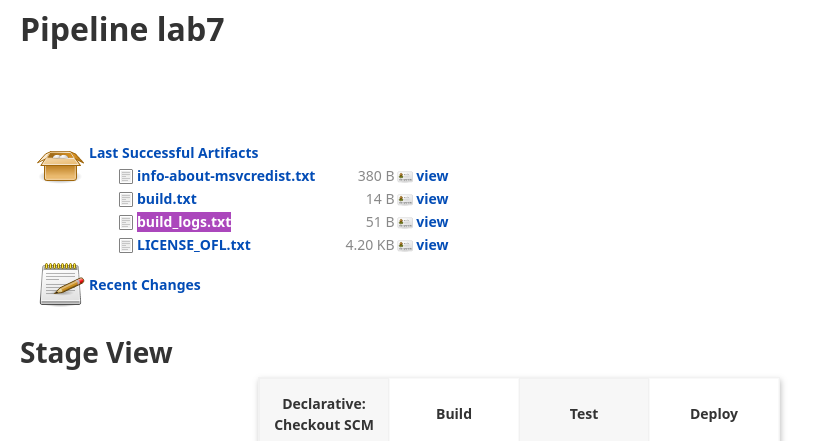 Pipeline lab7
Last Successful Artifacts
info-about-msvcredist.txt 380 B view
build.txt 14 B view
build_logs.txt 51 B view
LICENSE_OFL.txt 4.20 KB view
Recent Changes
Stage View
Declarative: Checkout SCM
Build
Test
Deploy